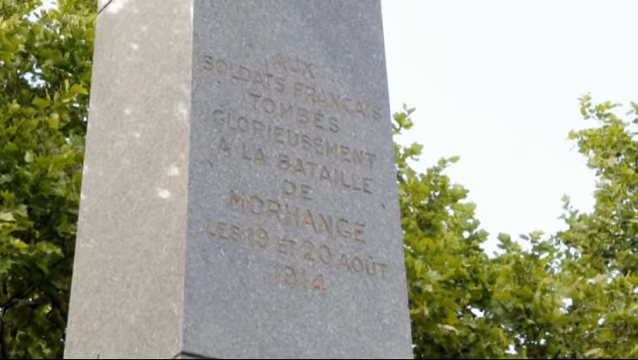 AUX
SOLDATS FRANÇAIS
TOMBÉS
GLORIEUSEMENT
A LA BATAILLE
DE
MORHANGE
LES 19 ET 20 AOÛT
1914